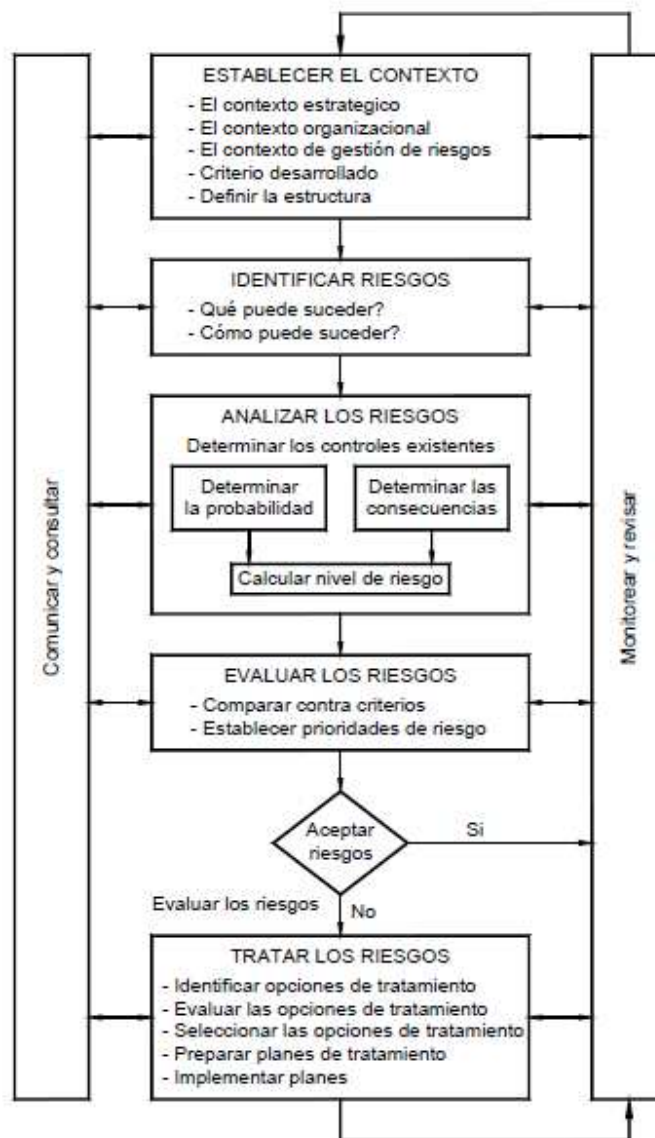 ESTABLECER EL CONTEXTO
- El contexto estrategico
- El contexto organizacional
- El contexto de gestión de riesgos
- Criterio desarrollado
- Definir la estructura
IDENTIFICAR RIESGOS
- Qué puede suceder?
- Cómo puede suceder?
ANALIZAR LOS RIESGOS
Determinar los controles existentes
Determinar
la probabilidad
Determinar las
consecuencias
Calcular nivel de riesgo
Comunicar y consultar
Monitorear y revisar
EVALUAR LOS RIESGOS
- Comparar contra criterios
- Establecer prioridades de riesgo
Aceptar
riesgos
Si
Evaluar los riesgos
No
TRATAR LOS RIESGOS
- Identificar opciones de tratamiento
- Evaluar las opciones de tratamiento
- Seleccionar las opciones de tratamiento
- Preparar planes de tratamiento
- Implementar planes